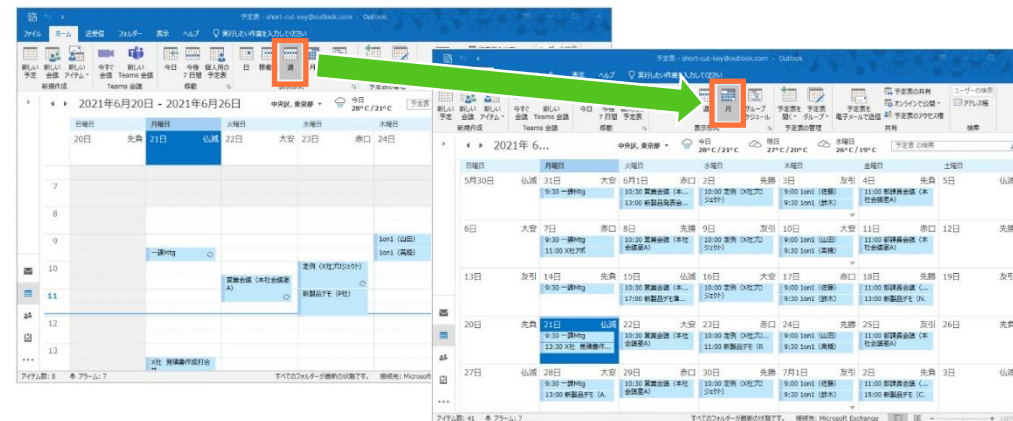 予定表 - short-cut-key@outlook.com - Outlook
ファイル ホーム 送受信 フォルダー 表示 ヘルプ 実行したい作業を入力してください
新しい予定 新しい会議 新しいアイテム 今すぐ会議 新しいTeams 会議 今日 今後7 日間 個人用の予定表 日 週 月
新規作成 Teams 会議 移動
2021年6月20日 - 2021年6月26日 中央区, 東京都 今日 28°C/21°C 予定表
日曜日 月曜日 火曜日 水曜日 木曜日
20日 先負 21日 仏滅 22日 大安 23日 赤口 24日
7
8
9
一課Mtg
1on1 (山田)
1on1 (高橋)
10
営業会議 (本社会議室A)
定例 (X社プロジェクト)
11
新製品デモ (P社)
12
13
X社 見積書作成打合
アイテム数: 8 アラーム: 7 すべてのフォルダーが最新の状態です。 接続先: Microsoft
予定表 - short-cut-key@outlook.com - Outlook
表示 ヘルプ 実行したい作業を入力してください
新しい予定 新しい会議 新しいアイテム 今すぐ会議 新しいTeams 会議 今日 今後7 日間 個人用の予定表 週 月 予定表を開く 予定表グループ 予定表を電子メールで送信 予定表の共有 ユーザーの検索
オンラインで公開 アドレス帳
予定表のアクセス権
新規作成 Teams 会議 移動 表示形式 予定表の管理 共有 検索
2021年 6... 中央区, 東京都 今日 28°C/21°C 明日 27°C/20°C 水曜日 26°C/19°C 予定表 の検索
日曜日 月曜日 火曜日 水曜日 木曜日 金曜日 土曜日
5月30日 仏滅 31日 大安 6月1日 赤口 2日 先勝 3日 友引 4日 先負 5日 仏滅
9:30 一課Mtg 10:30 営業会議 (本... 10:00 定例 (X社プロジェクト) 9:00 1on1 (佐藤) 11:00 部課長会議 (本社会議室A)
13:00 新製品発表会... 9:30 1on1 (鈴木)
6日 大安 7日 赤口 8日 先勝 9日 友引 10日 大安 11日 赤口 12日 先勝
9:30 一課Mtg 10:30 営業会議 (本社会議室A) 10:00 定例 (X社プロジェクト) 9:00 1on1 (山田) 11:00 部課長会議 (本社会議室A)
11:00 X社アポ 9:30 1on1 (高橋)
13日 友引 14日 先負 15日 仏滅 16日 大安 17日 赤口 18日 先勝 19日 友引
9:30 一課Mtg 10:30 営業会議 (本... 10:00 定例 (X社プロジェクト) 9:00 1on1 (佐藤) 11:00 部課長会議 (...
17:00 新製品デモ準... 9:30 1on1 (鈴木) 13:00 新製品デモ (N.
20日 先負 21日 仏滅 22日 大安 23日 赤口 24日 先勝 25日 友引 26日 先負
9:30 一課Mtg 10:30 営業会議 (本社会議室A) 10:00 定例 (X社プロ... 9:00 1on1 (山田) 11:00 部課長会議 (本社会議室A)
13:30 X社 見積書作... 11:00 新製品デモ (P. 9:30 1on1 (高橋)
27日 仏滅 28日 大安 29日 赤口 30日 先勝 7月1日 友引 2日 先負 3日 仏滅
9:30 一課Mtg 10:30 営業会議 (本社会議室A) 10:00 定例 (X社プロジェクト) 9:00 1on1 (佐藤) 11:00 部課長会議 (...
13:00 新製品デモ (A. 9:30 1on1 (鈴木) 15:00 新製品デモ (C.
アイテム数: 41 アラーム: 7 すべてのフォルダーが最新の状態です。 接続先: Microsoft Exchange 100%